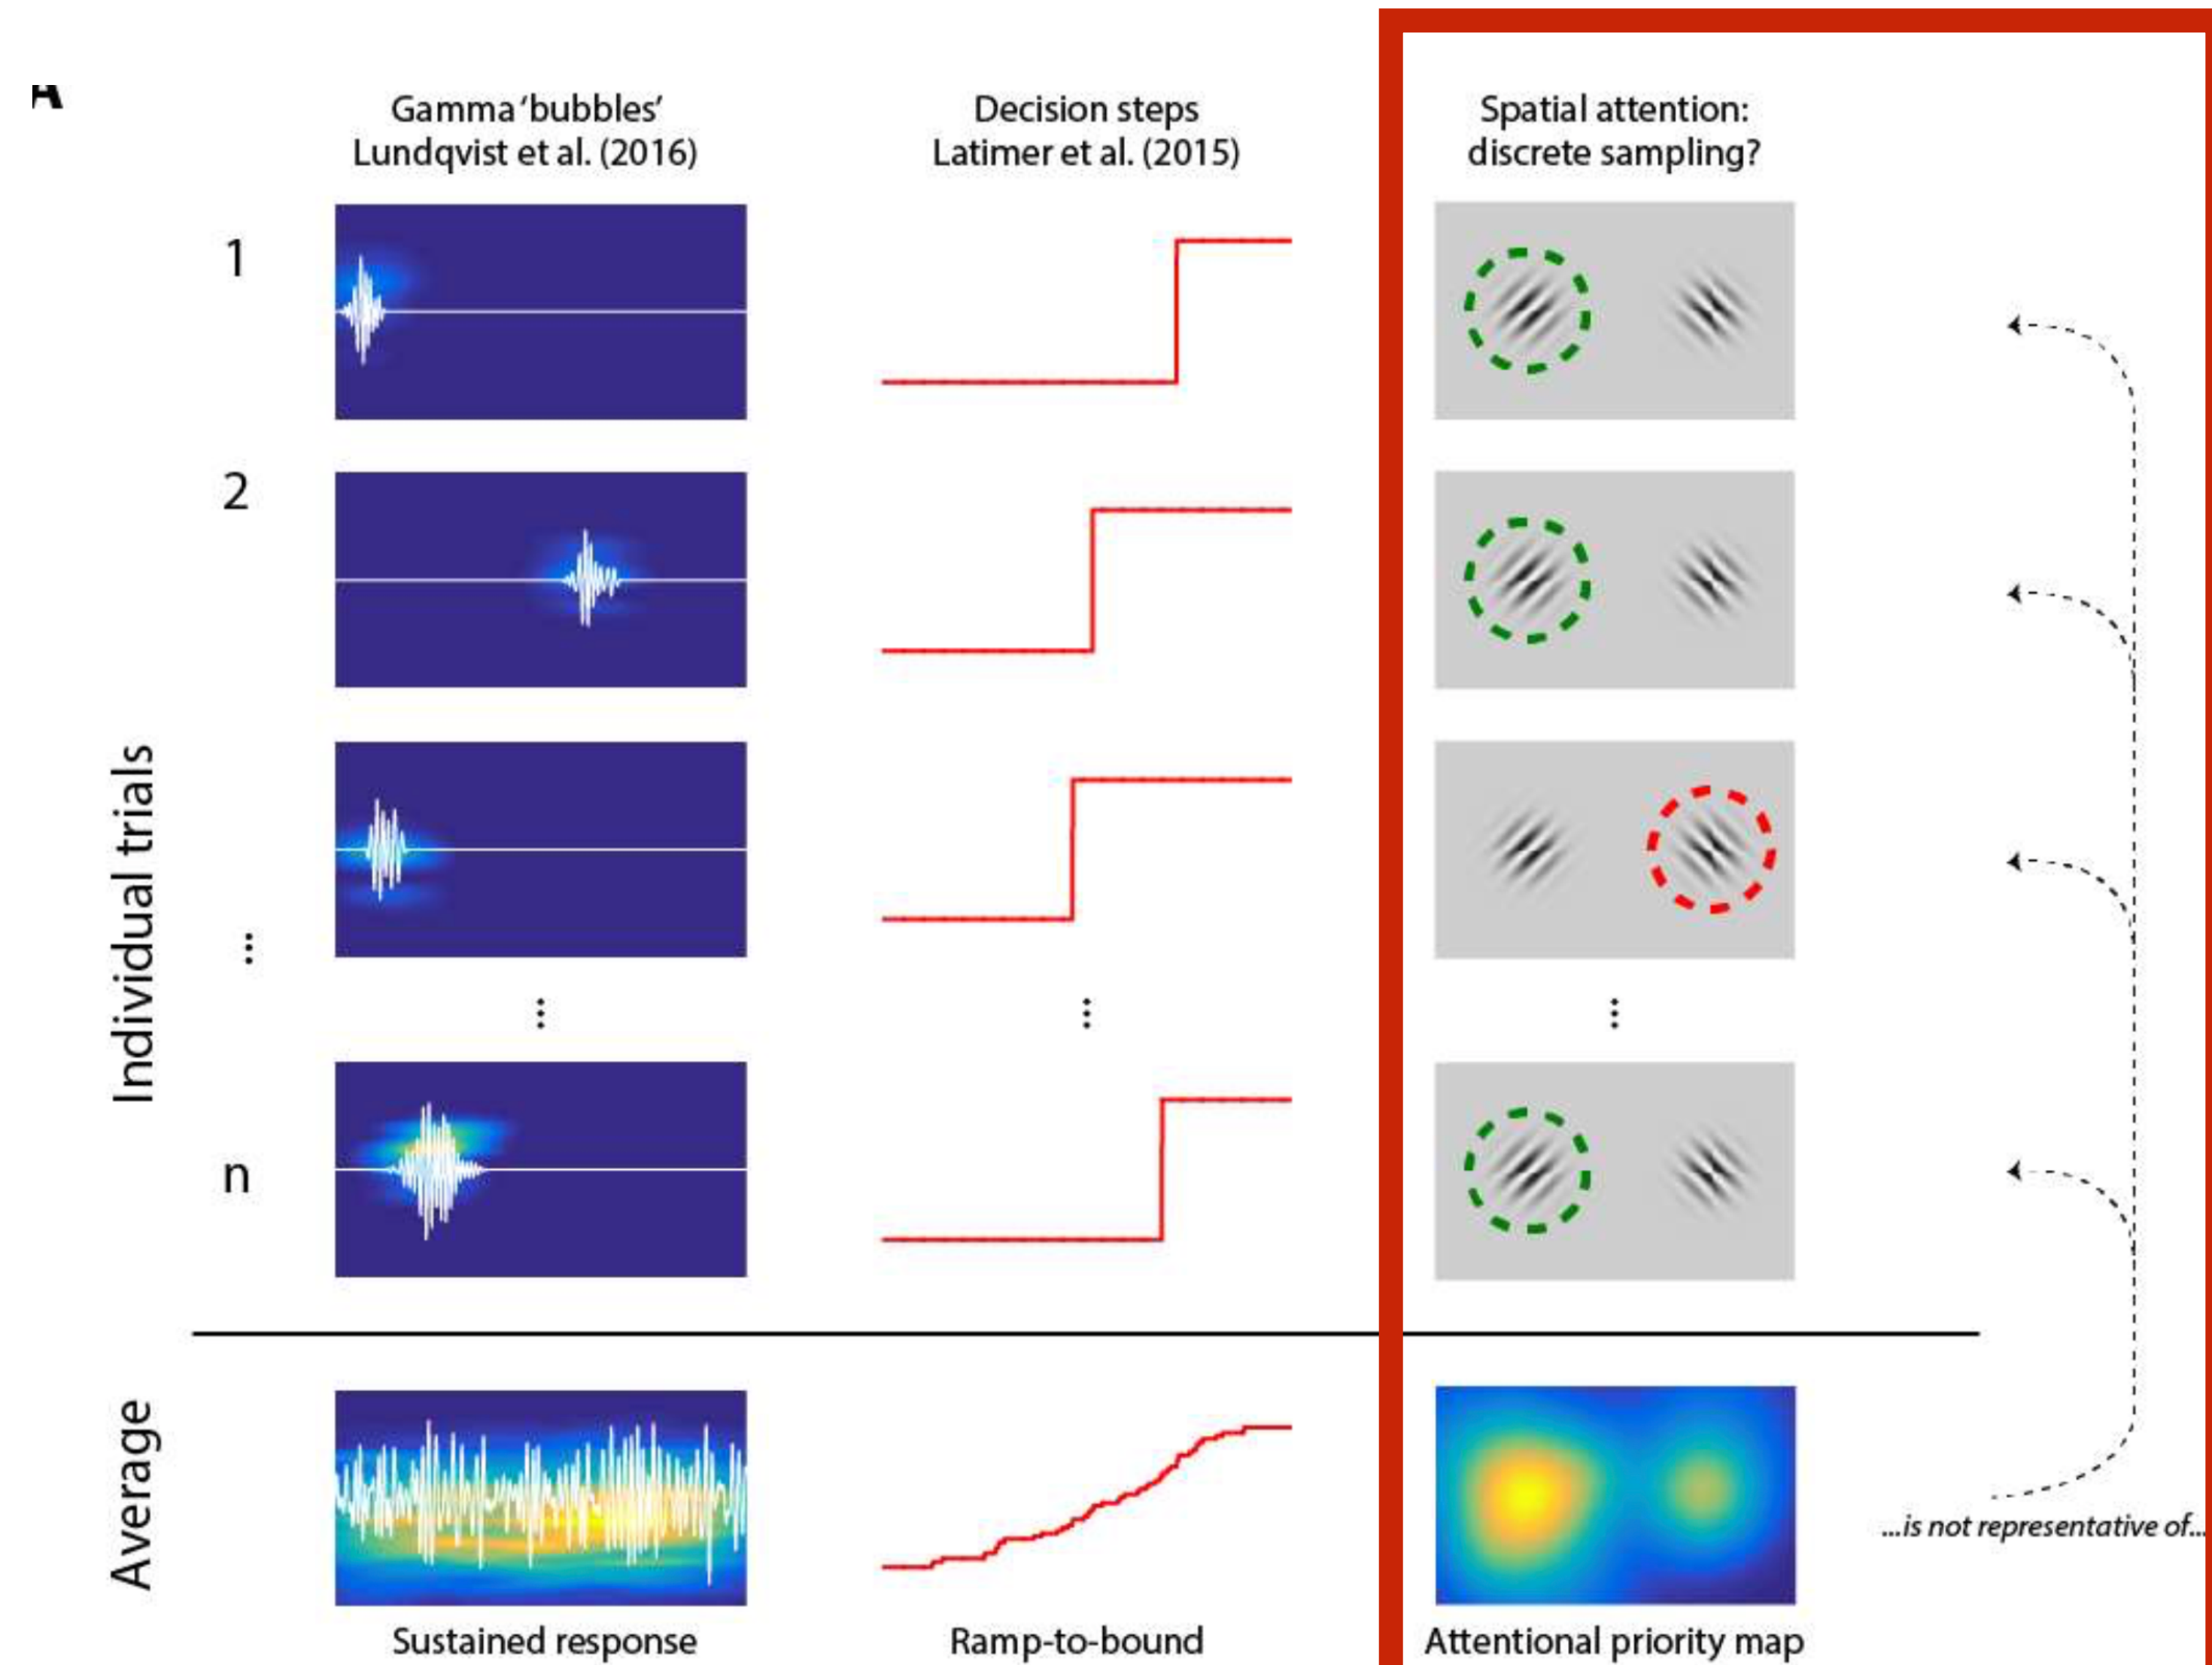 A
Gamma 'bubbles'
Lundqvist et al. (2016)
Decision steps
Latimer et al. (2015)
Spatial attention:
discrete sampling?
1
2
Individual trials
...
...
...
...
n
Average
...is not representative of...
Sustained response
Ramp-to-bound
Attentional priority map